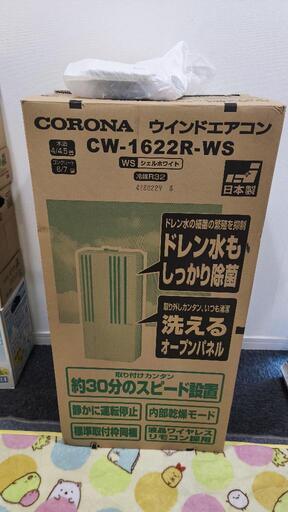 CORONA ウインドエアコン
木造 4/4.5畳
コンクリート 6/7畳
CW-1622R-WS
WS シェルホワイト
冷媒R32
日本製
ドレン水の細菌の繁殖を抑制
ドレン水も
しっかり除菌
取り外しカンタン、いつも清潔
洗える
オープンパネル
取り付けカンタン
約30分のスピード設置
静かに運転停止
内部乾燥モード
標準取付枠同梱
液晶ワイヤレス
リモコン採用